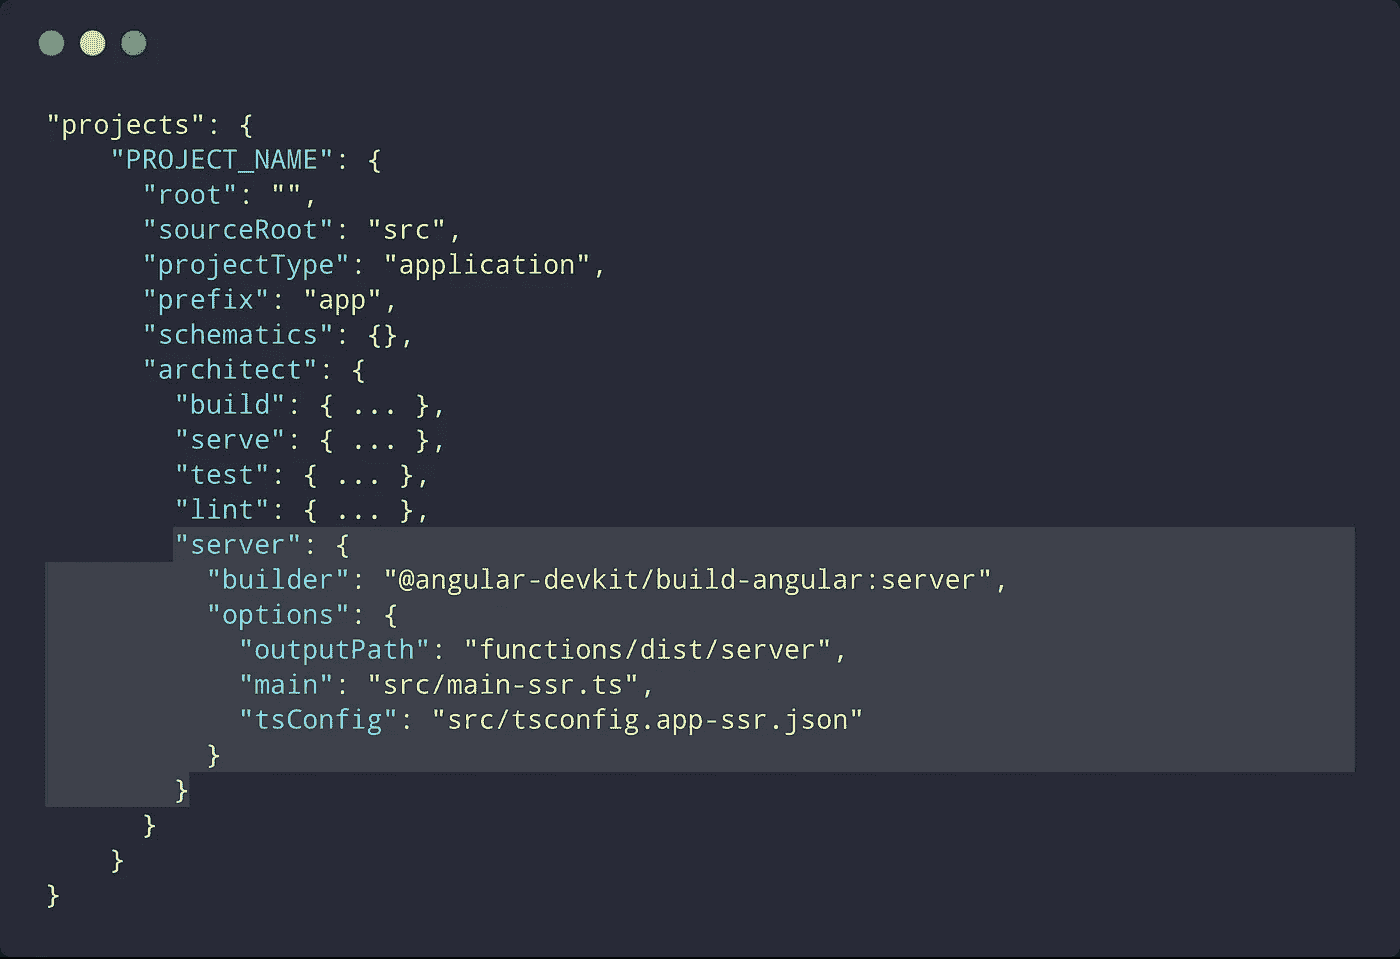 "projects": {
    "PROJECT_NAME": {
      "root": "",
      "sourceRoot": "src",
      "projectType": "application",
      "prefix": "app",
      "schematics": {},
      "architect": {
        "build": { ... },
        "serve": { ... },
        "test": { ... },
        "lint": { ... },
        "server": {
          "builder": "@angular-devkit/build-angular:server",
          "options": {
            "outputPath": "functions/dist/server",
            "main": "src/main-ssr.ts",
            "tsConfig": "src/tsconfig.app-ssr.json"
          }
        }
      }
    }
}